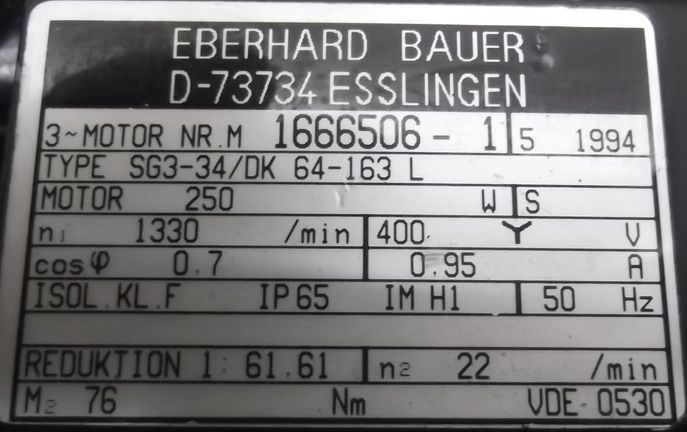 EBERHARD BAUER
D-73734 ESSLINGEN
3~MOTOR NR.M 1666506-1 5 1994
TYPE SG3-34/DK 64-163 L
MOTOR 250 W S
n₁ 1330 /min 400 Y V
cosφ 0.7 0.95 A
ISOL.KL.F IP65 IM H1 50 Hz
REDUKTION 1: 61.61 n₂ 22 /min
M₂ 76 Nm VDE 0530